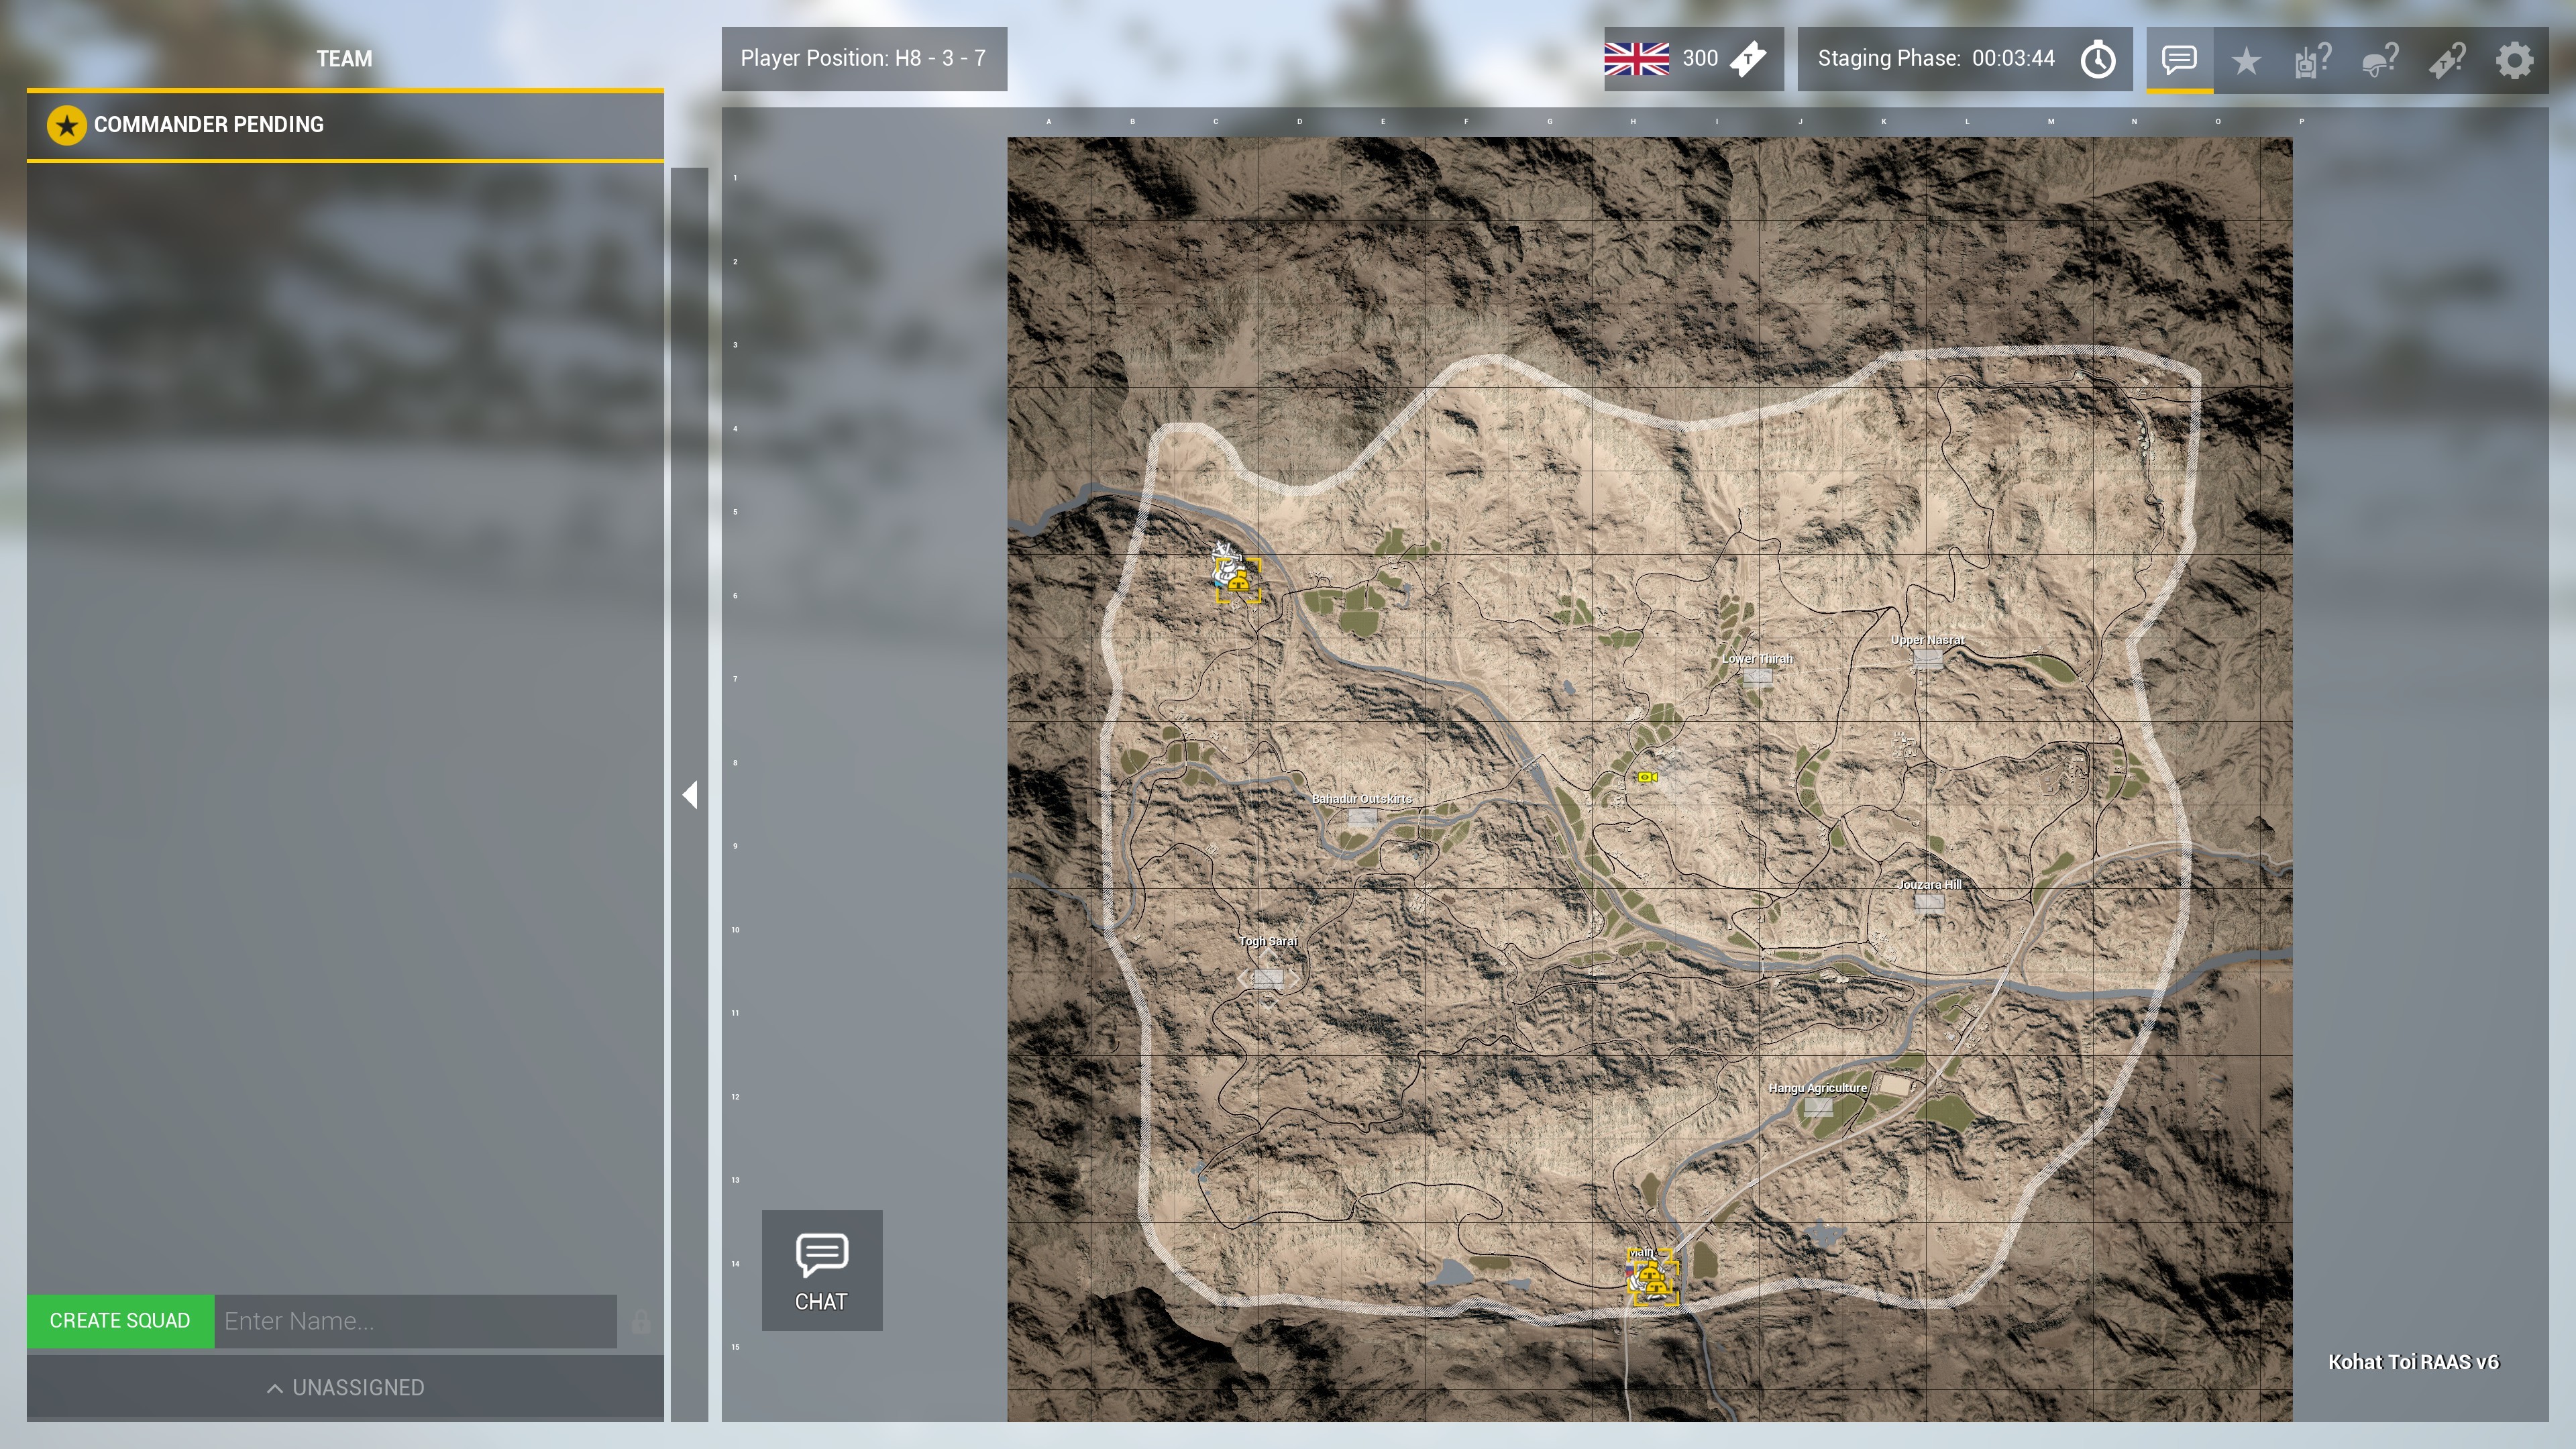 TEAM
Player Position: H8 - 3 - 7
300
T
Staging Phase: 00:03:44
?
?
T?
COMMANDER PENDING
A B C D E F G H I J K L M N O P
1
2
3
4
5
6
7
8
9
10
11
12
13
14
15
Upper Nasrat
Lower Thirah
Bahadur Outskirts
Jouzara Hill
Togh Sarai
Hangu Agriculture
Main
CHAT
CREATE SQUAD
Enter Name...
UNASSIGNED
Kohat Toi RAAS v6